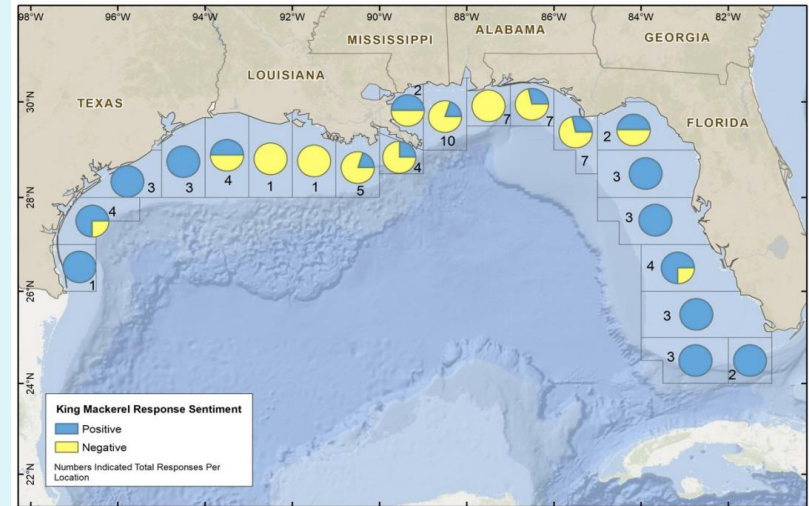 98°W 96°W 94°W 92°W 90°W 88°W 86°W 84°W 82°W
MISSISSIPPI ALABAMA GEORGIA
LOUISIANA
TEXAS
FLORIDA
30°N
28°N
26°N
24°N
22°N
1
4
3
3
4
1
1
5
4
2
10
7
7
7
2
3
3
4
3
3
2
King Mackerel Response Sentiment
Positive
Negative
Numbers Indicated Total Responses Per
Location